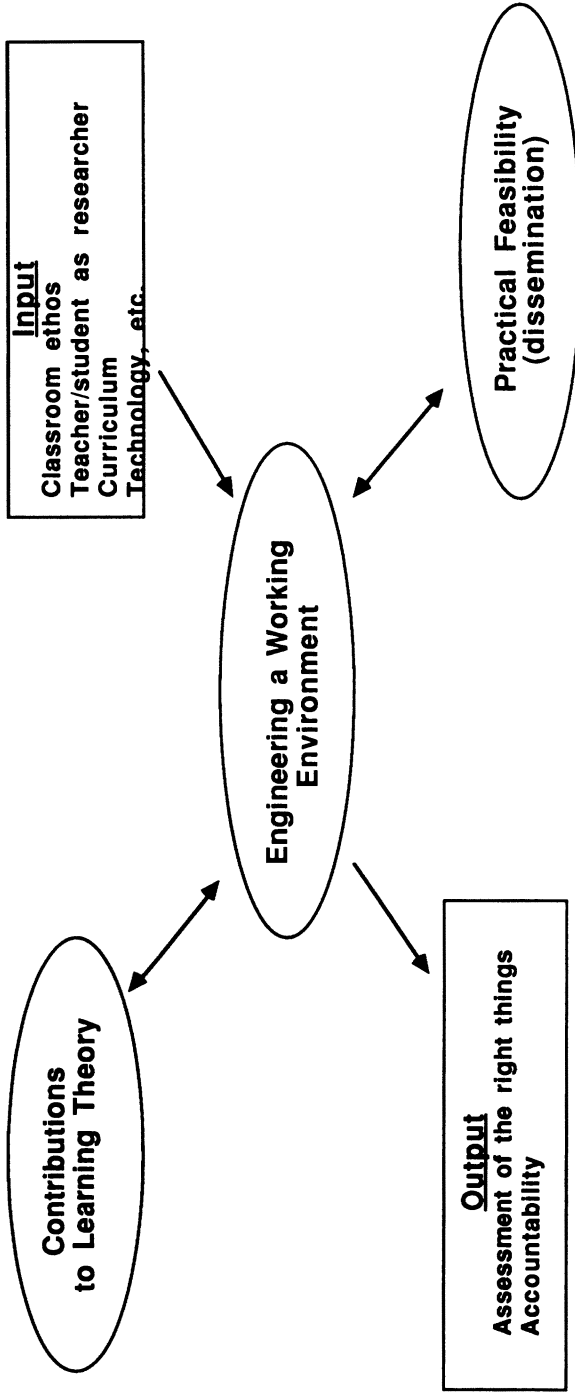 Contributions
to Learning Theory
Input
Classroom ethos
Teacher/student as researcher
Curriculum
Technology, etc.
Engineering a Working
Environment
Output
Assessment of the right things
Accountability
Practical Feasibility
(dissemination)